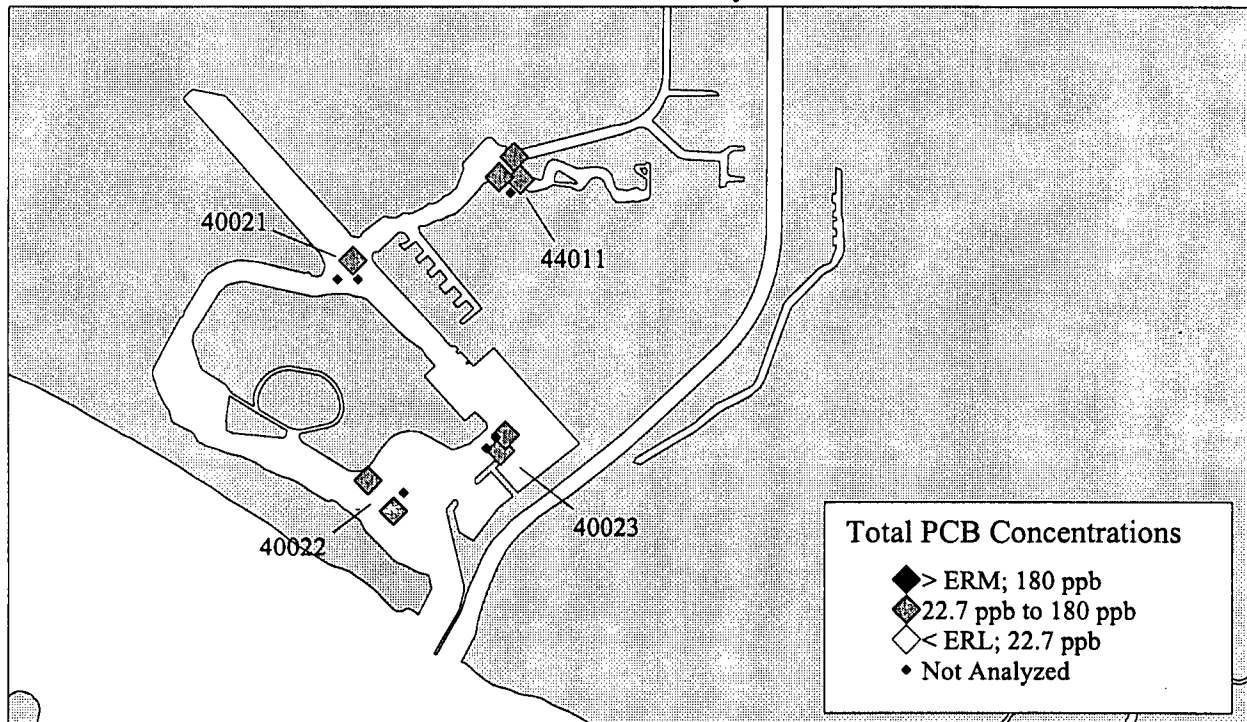 40021
44011
40022
40023
Total PCB Concentrations
> ERM; 180 ppb
22.7 ppb to 180 ppb
< ERL; 22.7 ppb
Not Analyzed